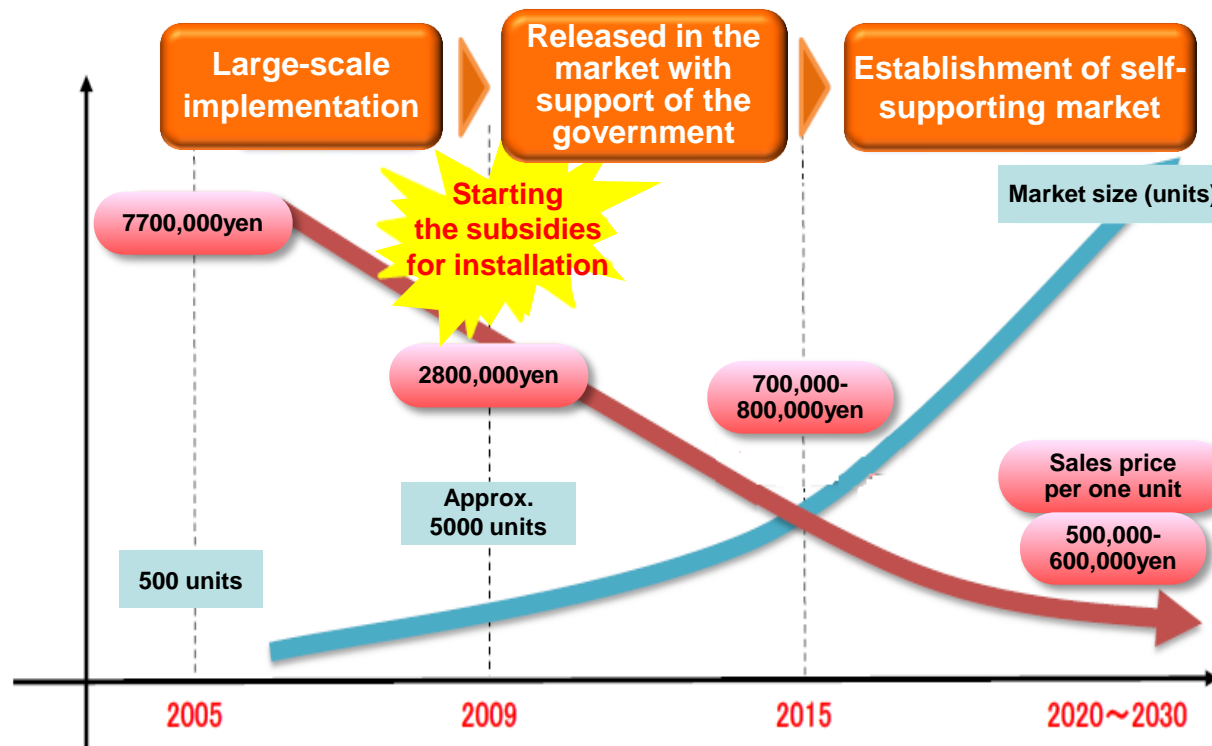 Large-scale
implementation
Released in the
market with
support of the
government
Establishment of self-
supporting market
Starting
the subsidies
for installation
Market size (units)
7700,000yen
2800,000yen
700,000-
800,000yen
Sales price
per one unit
500,000-
600,000yen
Approx.
5000 units
500 units
2005
2009
2015
2020～2030